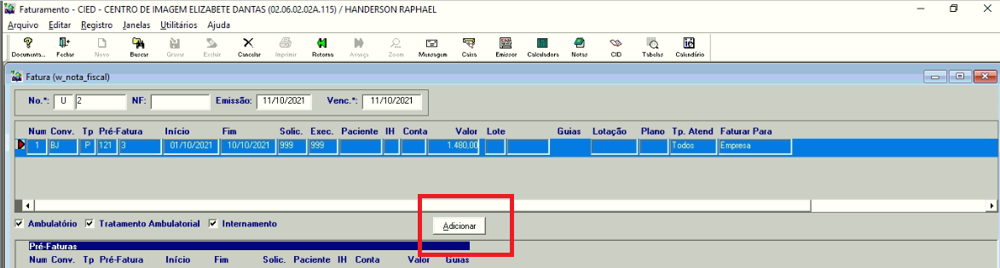 Faturamento - CIED - CENTRO DE IMAGEM ELIZABETE DANTAS (02.06.02.02A.115) / HANDERSON RAPHAEL
Arquivo Editar Registro Janelas Utilitários Ajuda
Documenta... Fechar Novo Buscar Gravar Excluir Cancelar Imprimir Retorna Avança Zoom Mensagem Caixa Emissor Calculadora Notas CID Tabelas Calendário
Fatura (w_nota_fiscal)
No.*: U 2 NF: Emissão: 11/10/2021 Venc.*: 11/10/2021
Num Conv. Tp Pré-Fatura Início Fim Solic. Exec. Paciente IH Conta Valor Lote Guias Lotação Plano Tp. Atend Faturar Para
1 BJ P 121 3 01/10/2021 10/10/2021 999 999 1.480,00 Todos Empresa
Ambulatório Tratamento Ambulatorial Internamento Adicionar
Pré-Faturas
Num Conv. Tp Pré-Fatura Início Fim Solic. Paciente IH Conta Valor Guias